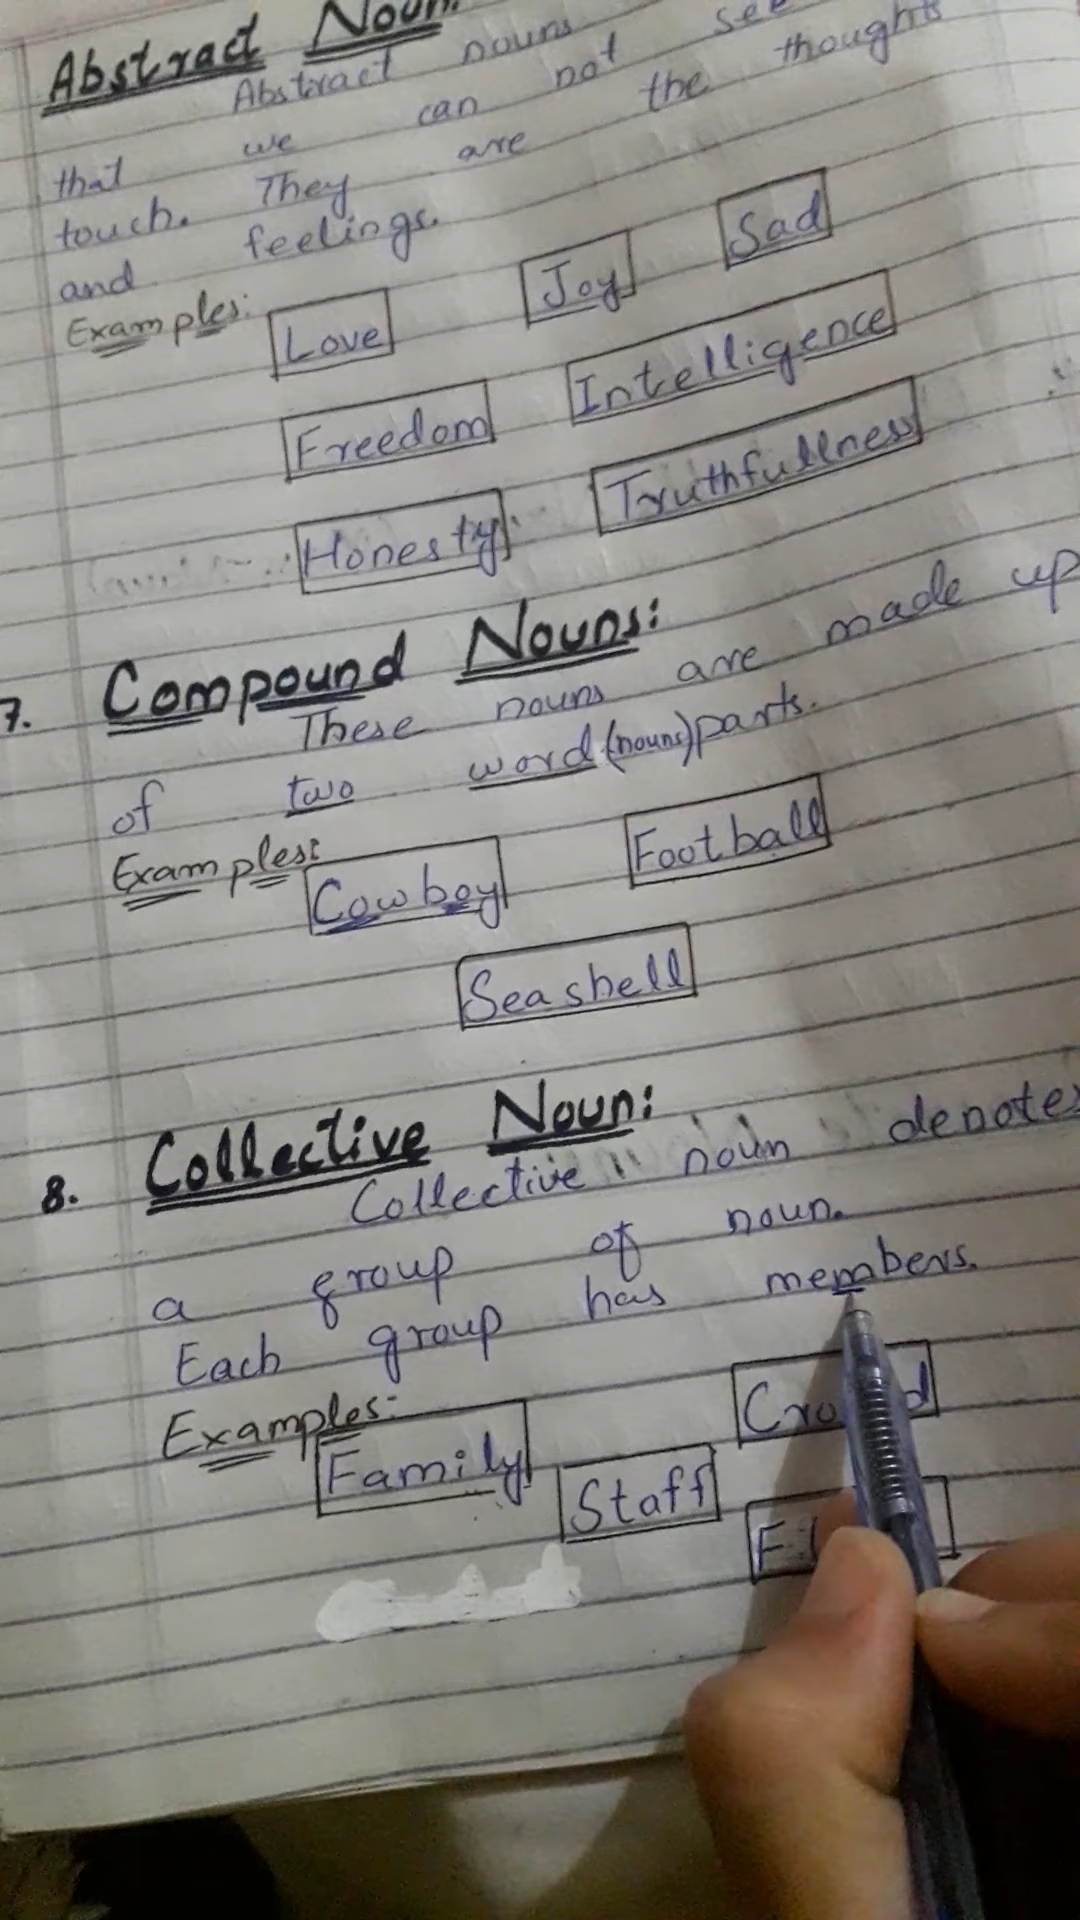 Abstract Noun
Abstract nouns
that we can not see
touch. They are the thoughts
and feelings.
Examples:
Love Joy Sad
Freedom Intelligence
Honesty Truthfullness
7. Compound Nouns:
These nouns are made up
of two word (nouns) parts.
Examples:
Cowboy Football
Seashell
8. Collective Noun:
Collective noun denotes
a group of noun.
Each group has members.
Examples:
Family Staff